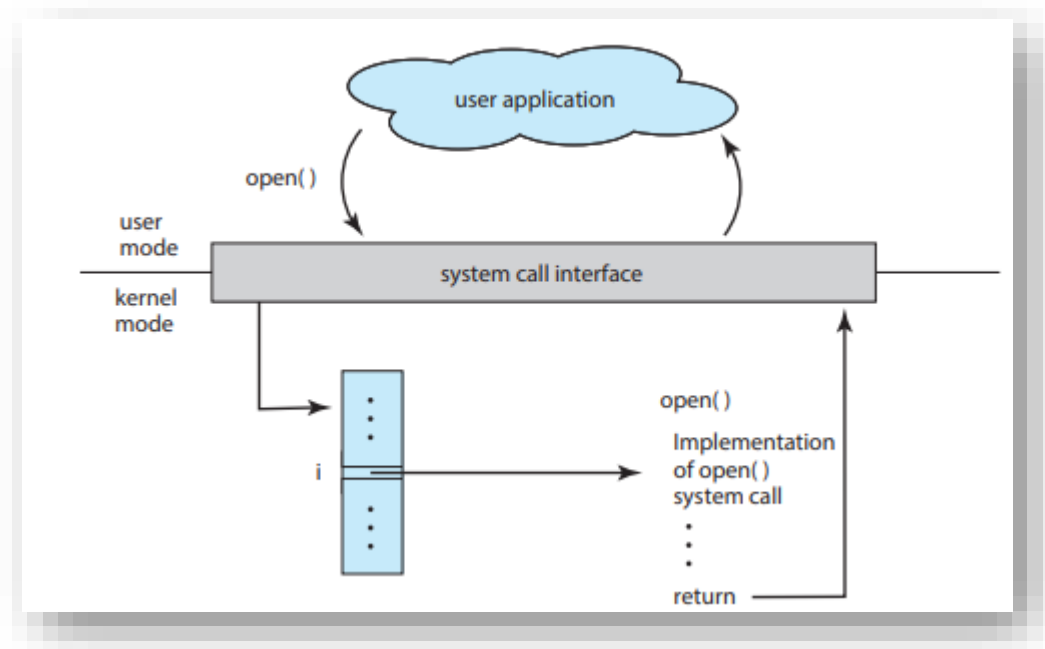 user application
open( )
user
mode
system call interface
kernel
mode
i
open( )
Implementation
of open( )
system call
return